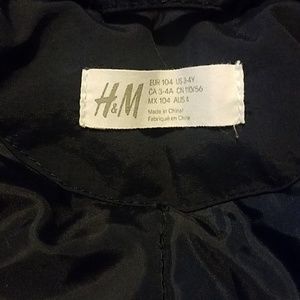 H&M
EUR 104 US 3-4Y
CA 3-4A CN 110/56
MX 104 AUS 4
Made in China/
Fabriqué en Chine